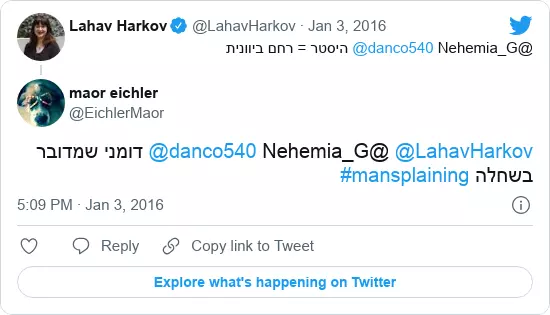 Lahav Harkov @LahavHarkov · Jan 3, 2016
@danco540 Nehemia_G@ היסטר = רחם ביוונית
maor eichler
@EichlerMaor
@LahavHarkov @danco540 Nehemia_G@ דומני שמדובר
בשחלה #mansplaining
5:09 PM · Jan 3, 2016
Reply Copy link to Tweet
Explore what's happening on Twitter